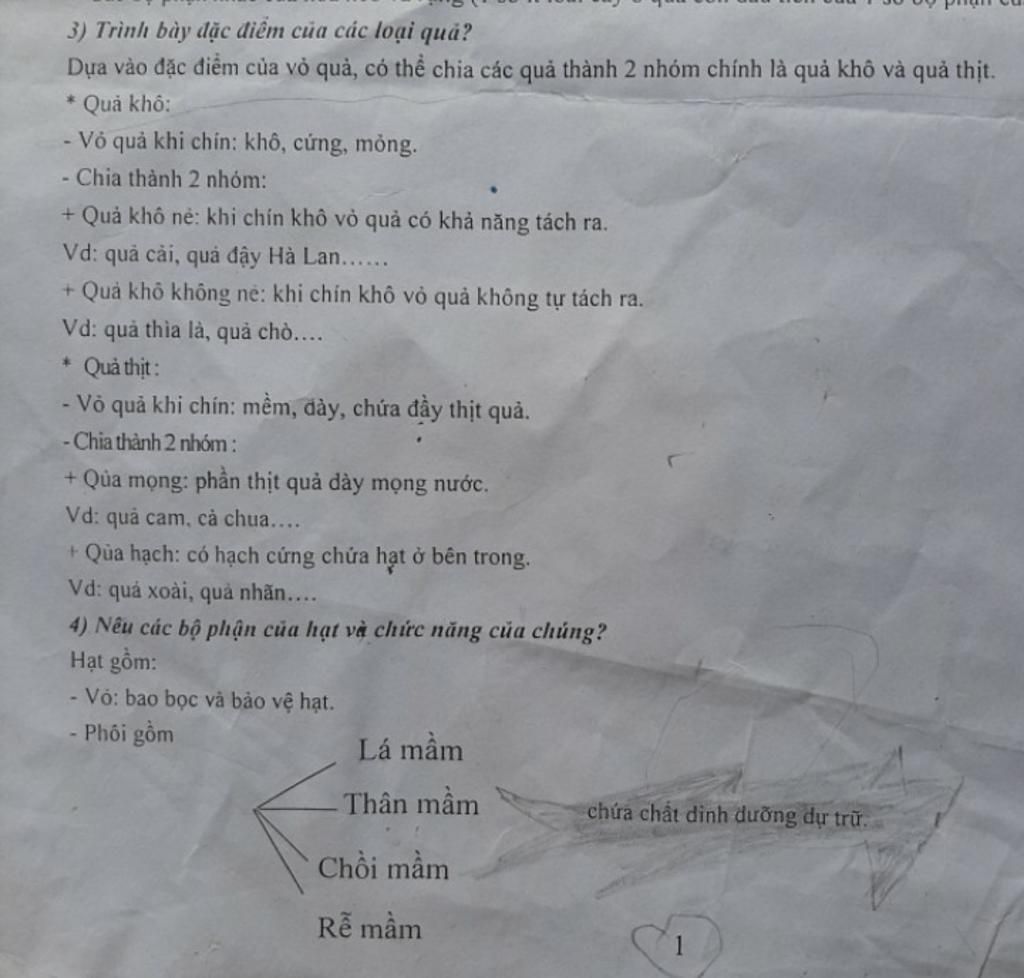 3) Trình bày đặc điểm của các loại quả?
Dựa vào đặc điểm của vỏ quả, có thể chia các quả thành 2 nhóm chính là quả khô và quả thịt.
* Quả khô:
- Vỏ quả khi chín: khô, cứng, mỏng.
- Chia thành 2 nhóm:
+ Quả khô nẻ: khi chín khô vỏ quả có khả năng tách ra.
Vd: quả cải, quả đậy Hà Lan......
+ Quả khô không nẻ: khi chín khô vỏ quả không tự tách ra.
Vd: quả thìa là, quả chò....
* Quả thịt :
- Vỏ quả khi chín: mềm, dày, chứa đầy thịt quả.
- Chia thành 2 nhóm :
+ Qủa mọng: phần thịt quả dày mọng nước.
Vd: quả cam, cà chua....
+ Qủa hạch: có hạch cứng chứa hạt ở bên trong.
Vd: quả xoài, quả nhãn....
4) Nêu các bộ phận của hạt và chức năng của chúng?
Hạt gồm:
- Vỏ: bao bọc và bảo vệ hạt.
- Phôi gồm
Lá mầm
Thân mầm chứa chất dinh dưỡng dự trữ.
Chồi mầm
Rễ mầm
1